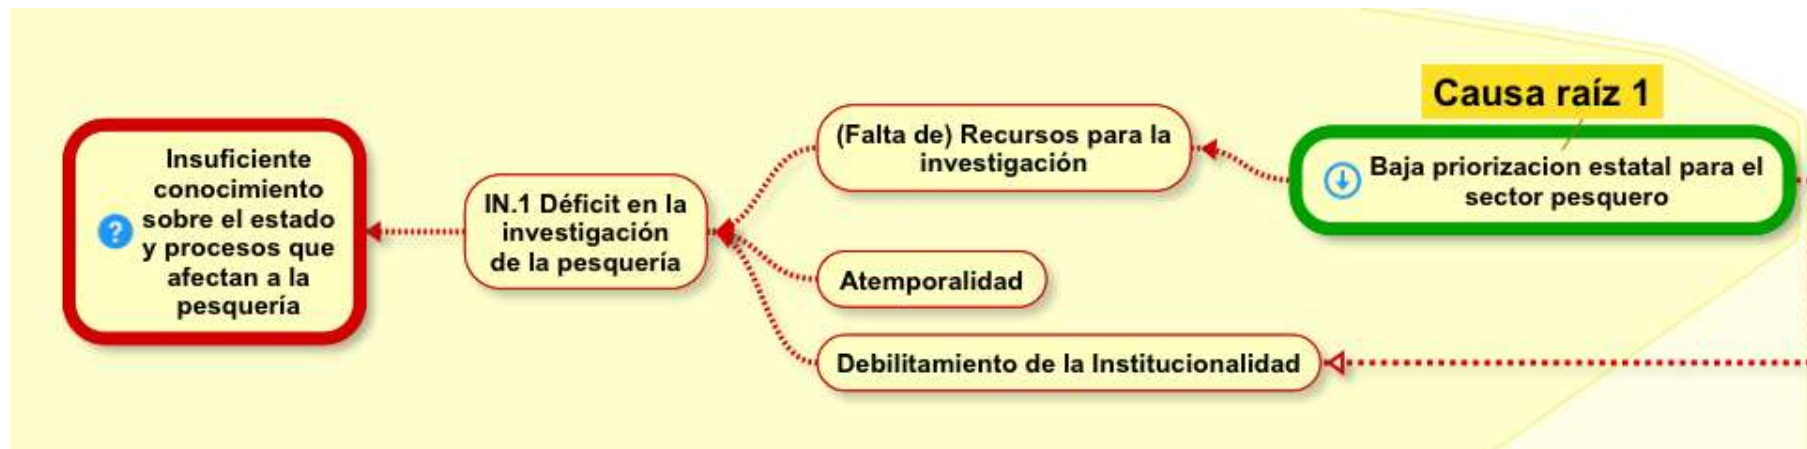 Insuficiente
conocimiento
sobre el estado
y procesos que
afectan a la
pesquería
IN.1 Déficit en la
investigación
de la pesquería
(Falta de) Recursos para la
investigación
Atemporalidad
Debilitamiento de la Institucionalidad
Causa raíz 1
Baja priorizacion estatal para el
sector pesquero